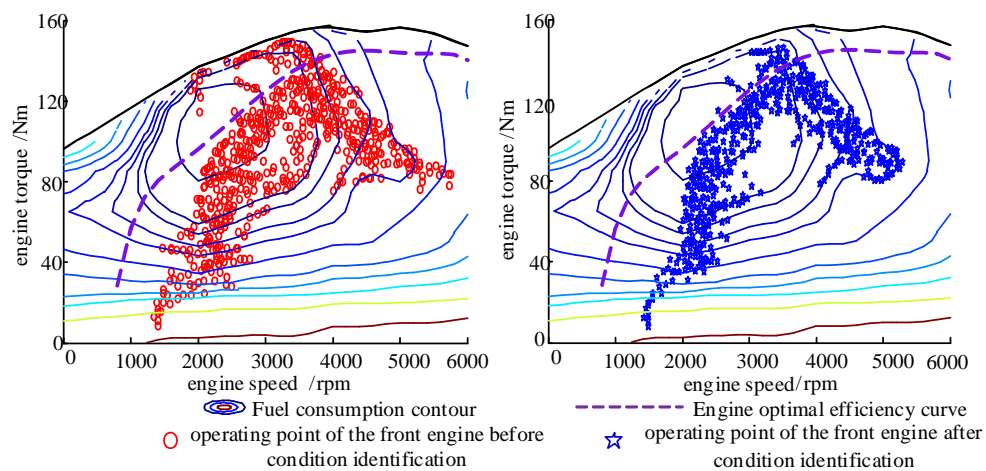 160
120
80
40
0
engine torque /Nm
0
1000
2000
3000
4000
5000
6000
engine speed /rpm
160
120
80
40
0
engine torque /Nm
0
1000
2000
3000
4000
5000
6000
engine speed/rpm
Fuel consumption contour
Engine optimal efficiency curve
operating point of the front engine before
condition identification
operating point of the front engine after
condition identification